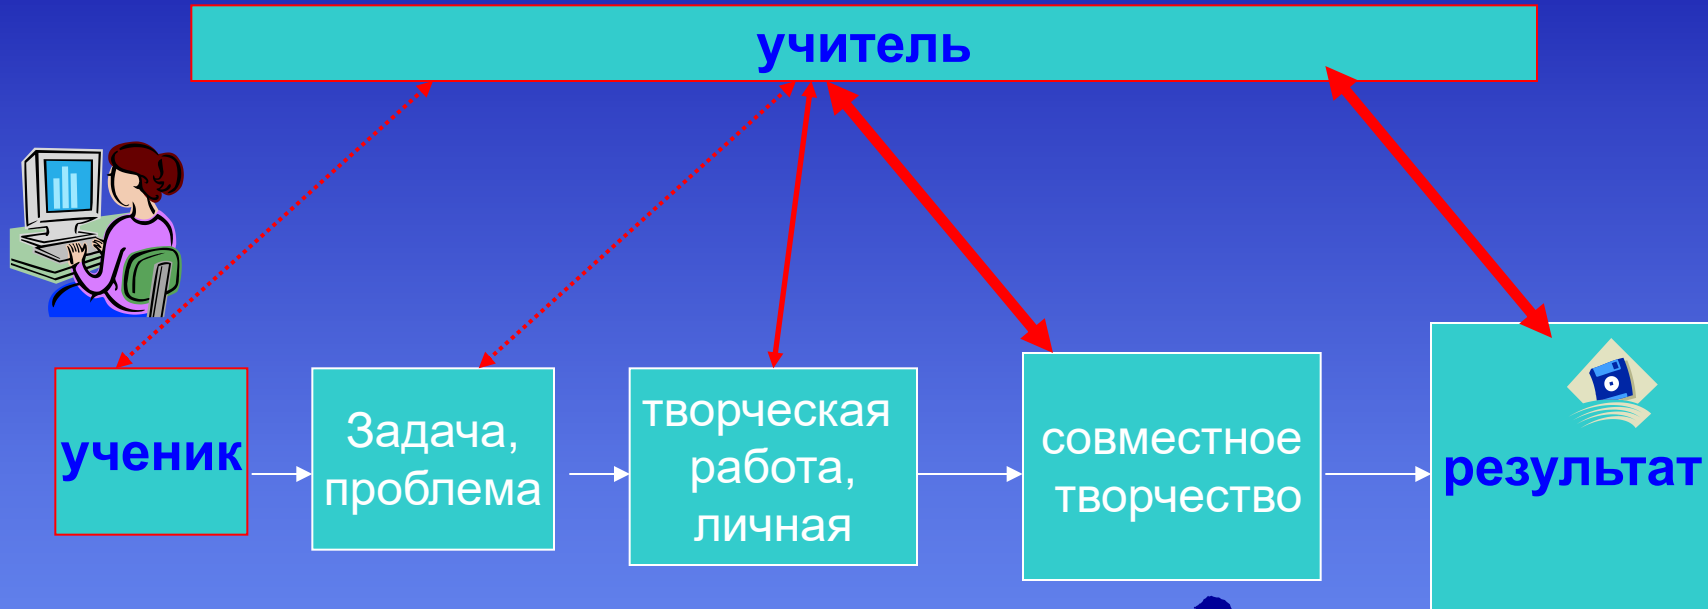 учитель
ученик
Задача,
проблема
творческая
работа,
личная
совместное
творчество
результат